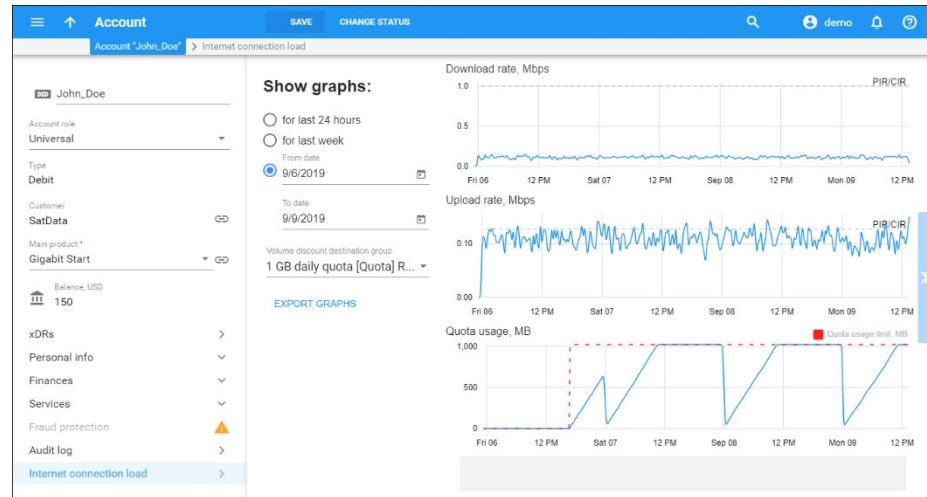 Account
SAVE
CHANGE STATUS
demo
Account "John_Doe" > Internet connection load
DID John_Doe
Account role
Universal
Type
Debit
Customer
SatData
Main product *
Gigabit Start
Balance, USD
150
xDRs
Personal info
Finances
Services
Fraud protection
Audit log
Internet connection load
Show graphs:
for last 24 hours
for last week
From date
9/6/2019
To date
9/9/2019
Volume discount destination group
1 GB daily quota [Quota] R...
EXPORT GRAPHS
Download rate, Mbps
PIR/CIR
1.0
0.5
0.0
Fri 06 12 PM Sat 07 12 PM Sep 08 12 PM Mon 09 12 PM
Upload rate, Mbps
PIR/CIR
0.10
0.00
Fri 06 12 PM Sat 07 12 PM Sep 08 12 PM Mon 09 12 PM
Quota usage, MB
Quota usage limit, MB
1,000
500
0
Fri 06 12 PM Sat 07 12 PM Sep 08 12 PM Mon 09 12 PM